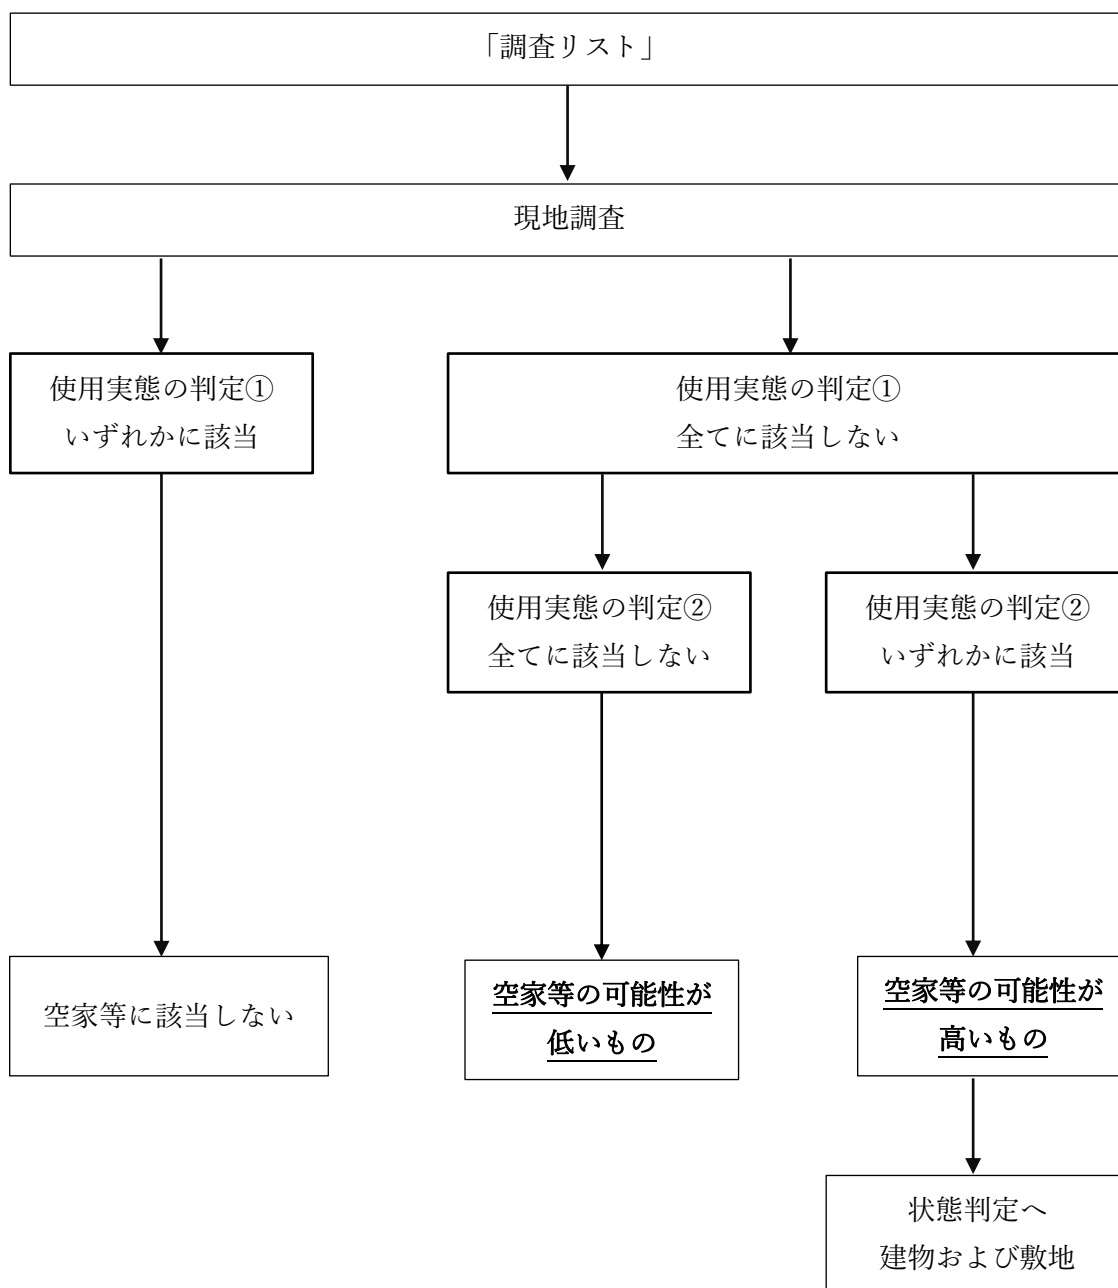 「調査リスト」
現地調査
使用実態の判定①
いずれかに該当
使用実態の判定①
全てに該当しない
使用実態の判定②
全てに該当しない
使用実態の判定②
いずれかに該当
空家等に該当しない
空家等の可能性が
低いもの
空家等の可能性が
高いもの
状態判定へ
建物および敷地